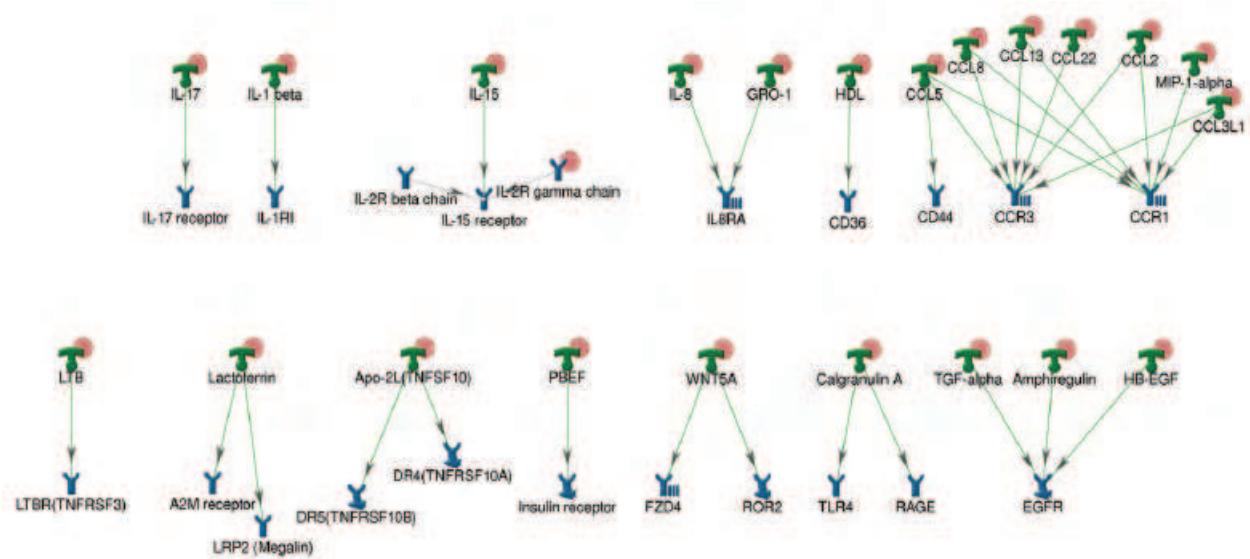 CCL8
CCL13
CCL22
CCL2
MIP-1-alpha
IL-17
IL-1 beta
IL-15
IL-8
GRO-1
HDL
CCL5
CCL3L1
IL-2R beta chain
IL-2R gamma chain
IL-17 receptor
IL-1RI
IL-15 receptor
IL8RA
CD36
CD44
CCR3
CCR1
LTB
Lactoferrin
Apo-2L(TNFSF10)
PBEF
WNT5A
Calgranulin A
TGF-alpha
Amphiregulin
HB-EGF
DR4(TNFRSF10A)
LTBR(TNFRSF3)
A2M receptor
DR5(TNFRSF10B)
Insulin receptor
FZD4
ROR2
TLR4
RAGE
EGFR
LRP2 (Megalin)